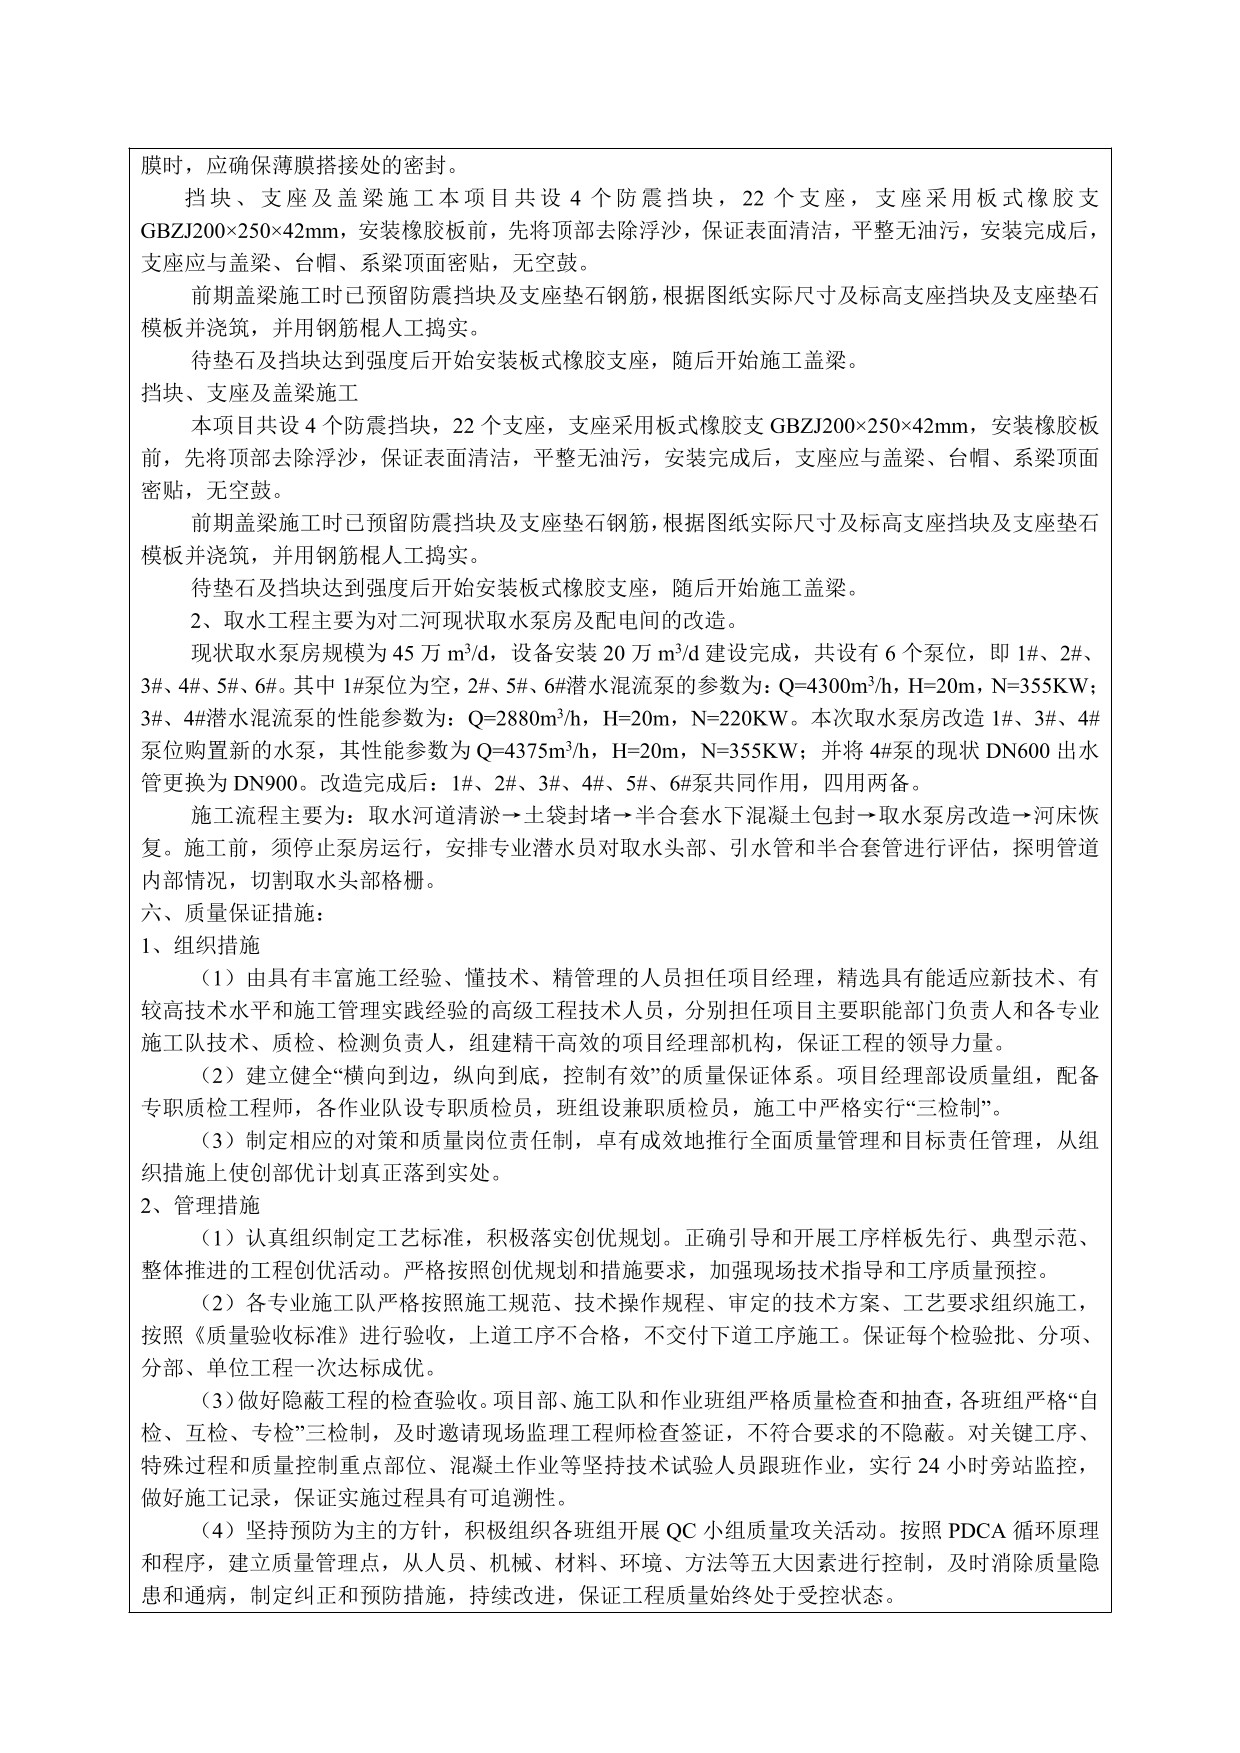 膜时，应确保薄膜搭接处的密封。
挡块、支座及盖梁施工本项目共设 4 个防震挡块，22 个支座，支座采用板式橡胶支
GBZJ200×250×42mm，安装橡胶板前，先将顶部去除浮沙，保证表面清洁，平整无油污，安装完成后，
支座应与盖梁、台帽、系梁顶面密贴，无空鼓。
前期盖梁施工时已预留防震挡块及支座垫石钢筋，根据图纸实际尺寸及标高支座挡块及支座垫石
模板并浇筑，并用钢筋棍人工捣实。
待垫石及挡块达到强度后开始安装板式橡胶支座，随后开始施工盖梁。
挡块、支座及盖梁施工
本项目共设 4 个防震挡块，22 个支座，支座采用板式橡胶支 GBZJ200×250×42mm，安装橡胶板
前，先将顶部去除浮沙，保证表面清洁，平整无油污，安装完成后，支座应与盖梁、台帽、系梁顶面
密贴，无空鼓。
前期盖梁施工时已预留防震挡块及支座垫石钢筋，根据图纸实际尺寸及标高支座挡块及支座垫石
模板并浇筑，并用钢筋棍人工捣实。
待垫石及挡块达到强度后开始安装板式橡胶支座，随后开始施工盖梁。
2、取水工程主要为对二河现状取水泵房及配电间的改造。
现状取水泵房规模为 45 万 m³/d，设备安装 20 万 m³/d 建设完成，共设有 6 个泵位，即 1#、2#、
3#、4#、5#、6#。其中 1#泵位为空，2#、5#、6#潜水混流泵的参数为：Q=4300m³/h，H=20m，N=355KW；
3#、4#潜水混流泵的性能参数为：Q=2880m³/h，H=20m，N=220KW。本次取水泵房改造 1#、3#、4#
泵位购置新的水泵，其性能参数为 Q=4375m³/h，H=20m，N=355KW；并将 4#泵的现状 DN600 出水
管更换为 DN900。改造完成后：1#、2#、3#、4#、5#、6#泵共同作用，四用两备。
施工流程主要为：取水河道清淤→土袋封堵→半合套水下混凝土包封→取水泵房改造→河床恢
复。施工前，须停止泵房运行，安排专业潜水员对取水头部、引水管和半合套管进行评估，探明管道
内部情况，切割取水头部格栅。
六、质量保证措施：
1、组织措施
（1）由具有丰富施工经验、懂技术、精管理的人员担任项目经理，精选具有能适应新技术、有
较高技术水平和施工管理实践经验的高级工程技术人员，分别担任项目主要职能部门负责人和各专业
施工队技术、质检、检测负责人，组建精干高效的项目经理部机构，保证工程的领导力量。
（2）建立健全“横向到边，纵向到底，控制有效”的质量保证体系。项目经理部设质量组，配备
专职质检工程师，各作业队设专职质检员，班组设兼职质检员，施工中严格实行“三检制”。
（3）制定相应的对策和质量岗位责任制，卓有成效地推行全面质量管理和目标责任管理，从组
织措施上使创部优计划真正落到实处。
2、管理措施
（1）认真组织制定工艺标准，积极落实创优规划。正确引导和开展工序样板先行、典型示范、
整体推进的工程创优活动。严格按照创优规划和措施要求，加强现场技术指导和工序质量预控。
（2）各专业施工队严格按照施工规范、技术操作规程、审定的技术方案、工艺要求组织施工，
按照《质量验收标准》进行验收，上道工序不合格，不交付下道工序施工。保证每个检验批、分项、
分部、单位工程一次达标成优。
（3）做好隐蔽工程的检查验收。项目部、施工队和作业班组严格质量检查和抽查，各班组严格“自
检、互检、专检”三检制，及时邀请现场监理工程师检查签证，不符合要求的不隐蔽。对关键工序、
特殊过程和质量控制重点部位、混凝土作业等坚持技术试验人员跟班作业，实行 24 小时旁站监控，
做好施工记录，保证实施过程具有可追溯性。
（4）坚持预防为主的方针，积极组织各班组开展 QC 小组质量攻关活动。按照 PDCA 循环原理
和程序，建立质量管理点，从人员、机械、材料、环境、方法等五大因素进行控制，及时消除质量隐
患和通病，制定纠正和预防措施，持续改进，保证工程质量始终处于受控状态。